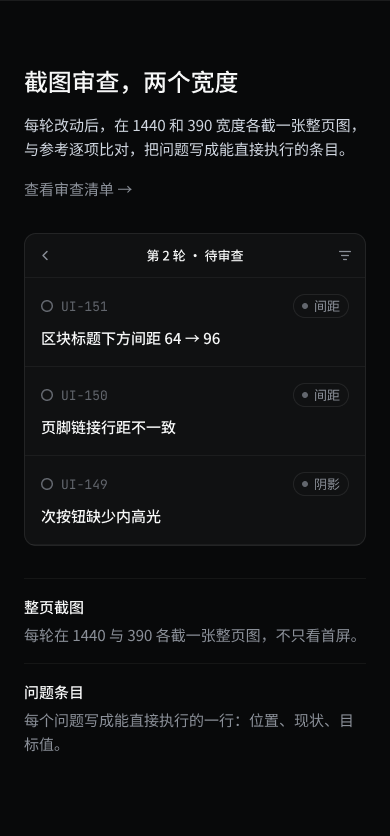 截图审查，两个宽度
每轮改动后，在 1440 和 390 宽度各截一张整页图，
与参考逐项比对，把问题写成能直接执行的条目。
查看审查清单 →
第 2 轮 · 待审查
UI-151
间距
区块标题下方间距 64 → 96
UI-150
间距
页脚链接行距不一致
UI-149
阴影
次按钮缺少内高光
整页截图
每轮在 1440 与 390 各截一张整页图，不只看首屏。
问题条目
每个问题写成能直接执行的一行：位置、现状、目
标值。